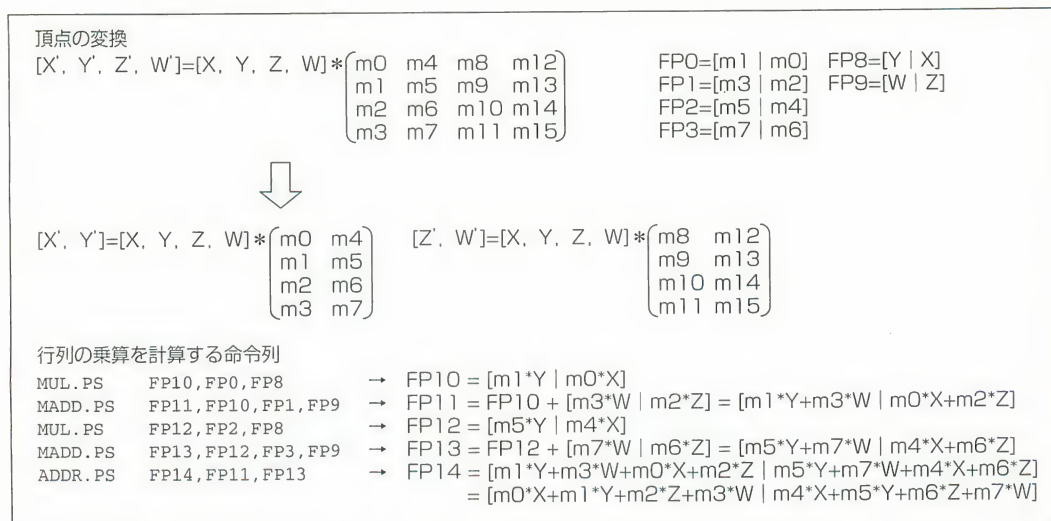 頂点の変換
[X', Y', Z', W']=[X, Y, Z, W]*(m0 m4 m8 m12 FP0=[m1 | m0] FP8=[Y | X]
m1 m5 m9 m13 FP1=[m3 | m2] FP9=[W | Z]
m2 m6 m10 m14 FP2=[m5 | m4]
m3 m7 m11 m15) FP3=[m7 | m6]
[X', Y']=[X, Y, Z, W]*(m0 m4 [Z', W']=[X, Y, Z, W]*(m8 m12
m1 m5 m9 m13
m2 m6 m10 m14
m3 m7) m11 m15)
行列の乗算を計算する命令列
MUL.PS FP10,FP0,FP8 → FP10 = [m1*Y | m0*X]
MADD.PS FP11,FP10,FP1,FP9 → FP11 = FP10 + [m3*W | m2*Z] = [m1*Y+m3*W | m0*X+m2*Z]
MUL.PS FP12,FP2,FP8 → FP12 = [m5*Y | m4*X]
MADD.PS FP13,FP12,FP3,FP9 → FP13 = FP12 + [m7*W | m6*Z] = [m5*Y+m7*W | m4*X+m6*Z]
ADDR.PS FP14,FP11,FP13 → FP14 = [m1*Y+m3*W+m0*X+m2*Z | m5*Y+m7*W+m4*X+m6*Z]
= [m0*X+m1*Y+m2*Z+m3*W | m4*X+m5*Y+m6*Z+m7*W]